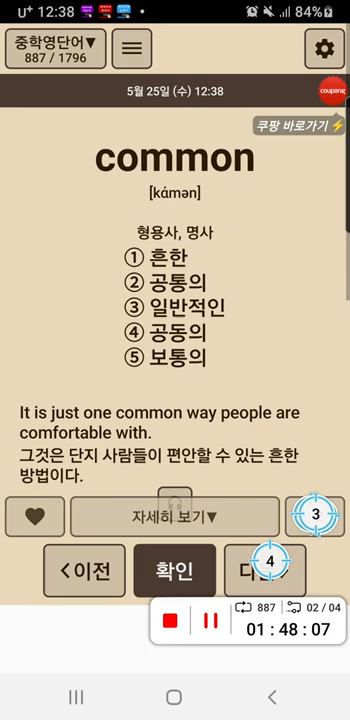 U+ 12:38 84%
중학영단어▼
887 / 1796
5월 25일 (수) 12:38
coupang
쿠팡 바로가기⚡
common
[kάmən]
형용사, 명사
① 흔한
② 공통의
③ 일반적인
④ 공동의
⑤ 보통의
It is just one common way people are
comfortable with.
그것은 단지 사람들이 편안할 수 있는 흔한
방법이다.
자세히 보기▼
3
<이전
확인
4
887 02 / 04
01 : 48 : 07